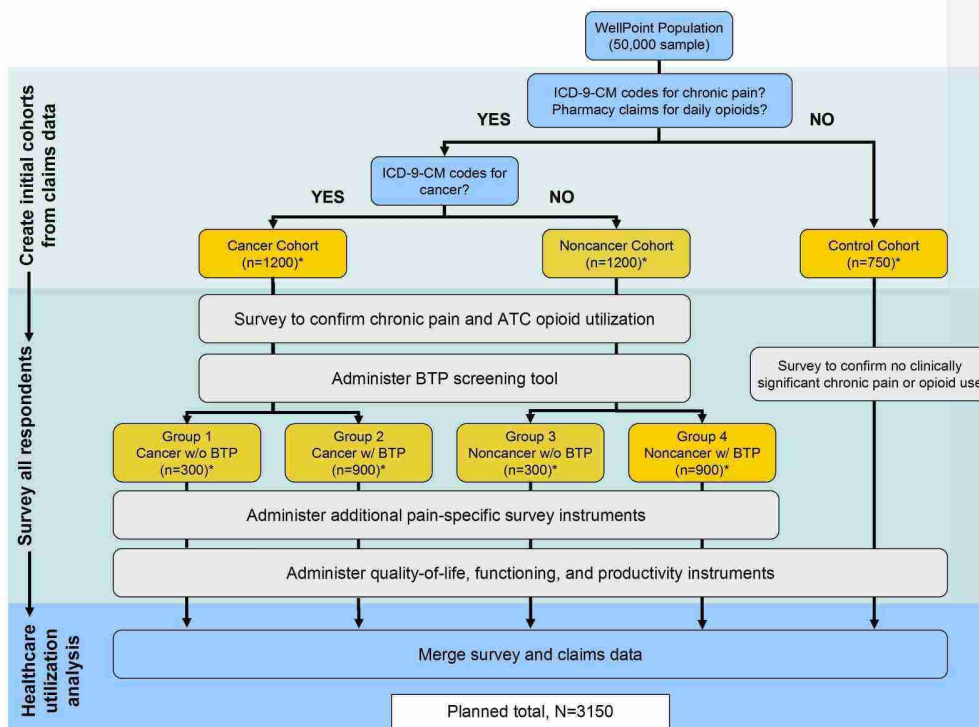 WellPoint Population
(50,000 sample)
ICD-9-CM codes for chronic pain?
Pharmacy claims for daily opioids?
YES
NO
ICD-9-CM codes for
cancer?
YES
NO
Cancer Cohort
(n=1200)*
Noncancer Cohort
(n=1200)*
Control Cohort
(n=750)*
Create initial cohorts
from claims data
Survey to confirm chronic pain and ATC opioid utilization
Survey to confirm no clinically
significant chronic pain or opioid use
Administer BTP screening tool
Group 1
Cancer w/o BTP
(n=300)*
Group 2
Cancer w/ BTP
(n=900)*
Group 3
Noncancer w/o BTP
(n=300)*
Group 4
Noncancer w/ BTP
(n=900)*
Survey all respondents
Administer additional pain-specific survey instruments
Administer quality-of-life, functioning, and productivity instruments
Healthcare
utilization
analysis
Merge survey and claims data
Planned total, N=3150